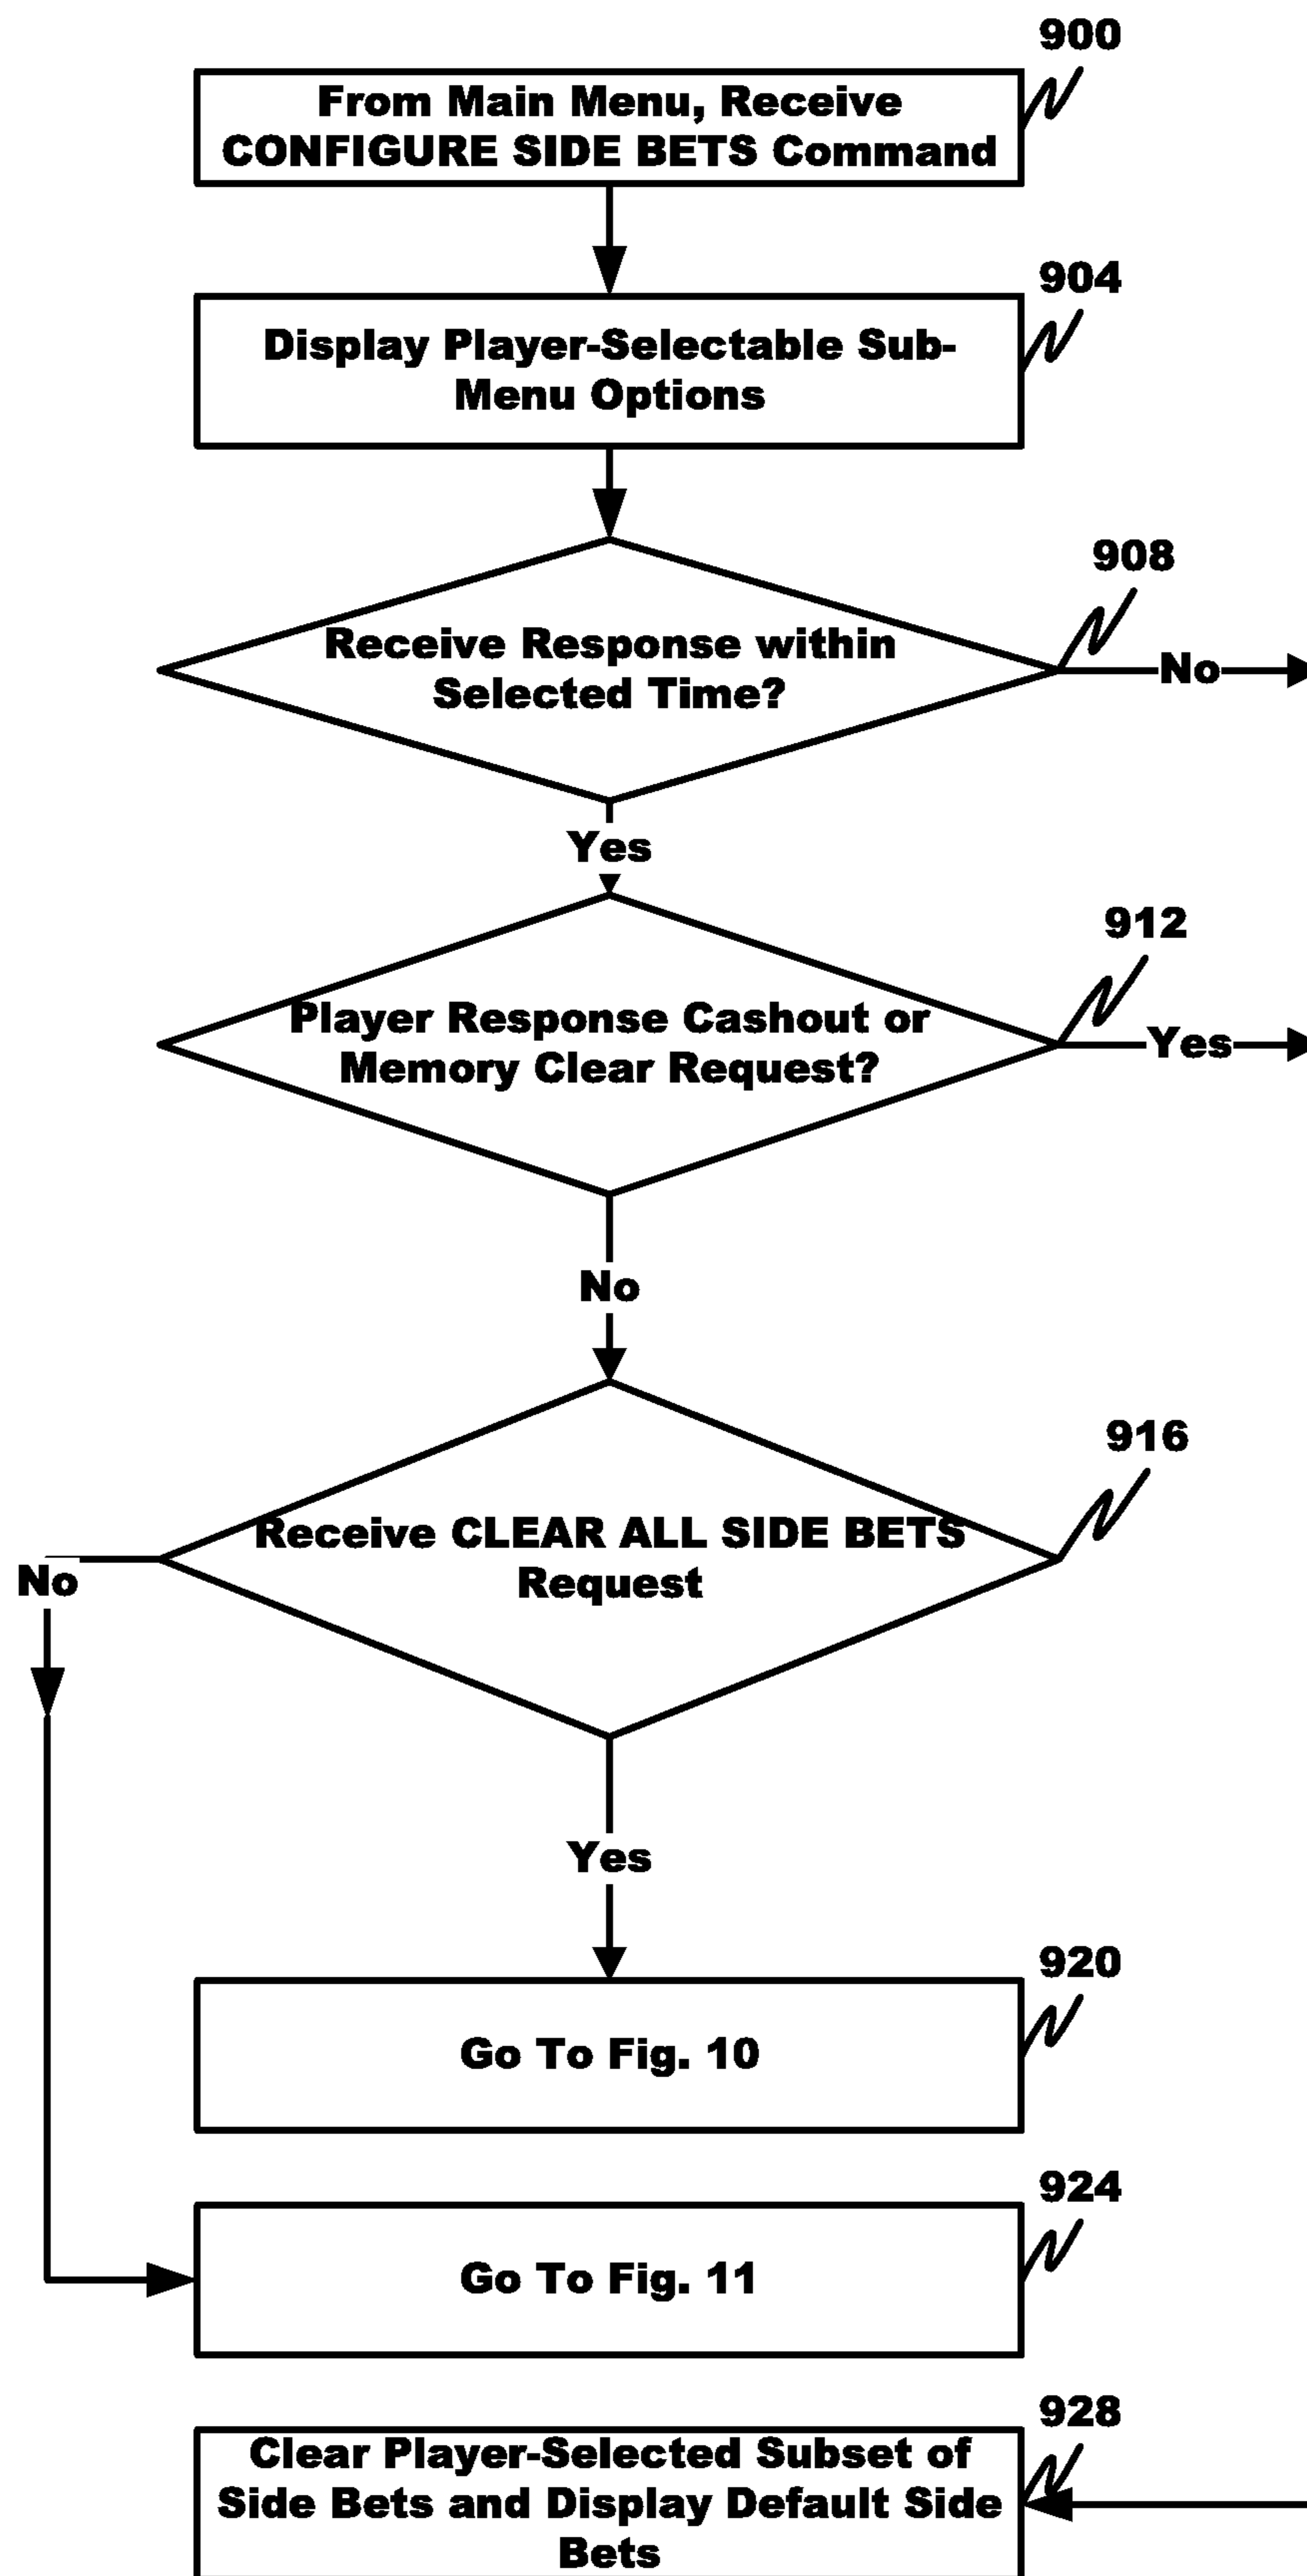 900
From Main Menu, Receive
CONFIGURE SIDE BETS Command
904
Display Player-Selectable Sub-
Menu Options
908
Receive Response within
Selected Time?
No
Yes
912
Player Response Cashout or
Memory Clear Request?
Yes
No
916
Receive CLEAR ALL SIDE BETS
Request
No
Yes
920
Go To Fig. 10
924
Go To Fig. 11
928
Clear Player-Selected Subset of
Side Bets and Display Default Side
Bets